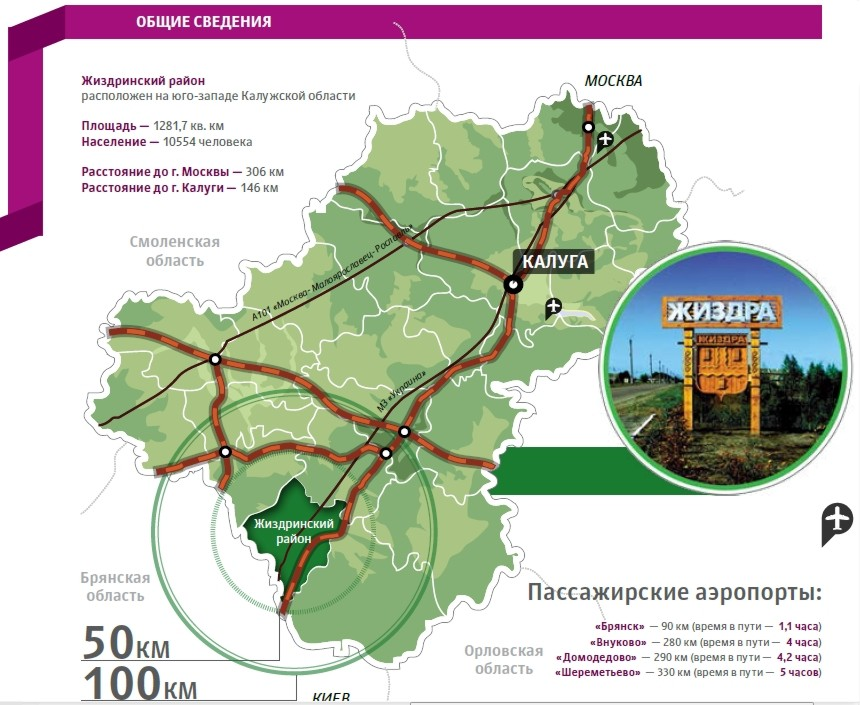 ОБЩИЕ СВЕДЕНИЯ
Жиздринский район
расположен на юго-западе Калужской области
Площадь — 1281,7 кв. км
Население — 10554 человека
Расстояние до г. Москвы — 306 км
Расстояние до г. Калуги — 146 км
МОСКВА
Смоленская
область
А101 «Москва- Малоярославец- Рославль»
КАЛУГА
ЖИЗДРА
ЖИЗДРА
М3 «Украина»
Жиздринский
район
Брянская
область
50КМ
100КМ
КИЕВ
Орловская
область
Пассажирские аэропорты:
«Брянск» — 90 км (время в пути — 1,1 часа)
«Внуково» — 280 км (время в пути — 4 часа)
«Домодедово» — 290 км (время в пути — 4,2 часа)
«Шереметьево» — 330 км (время в пути — 5 часов)